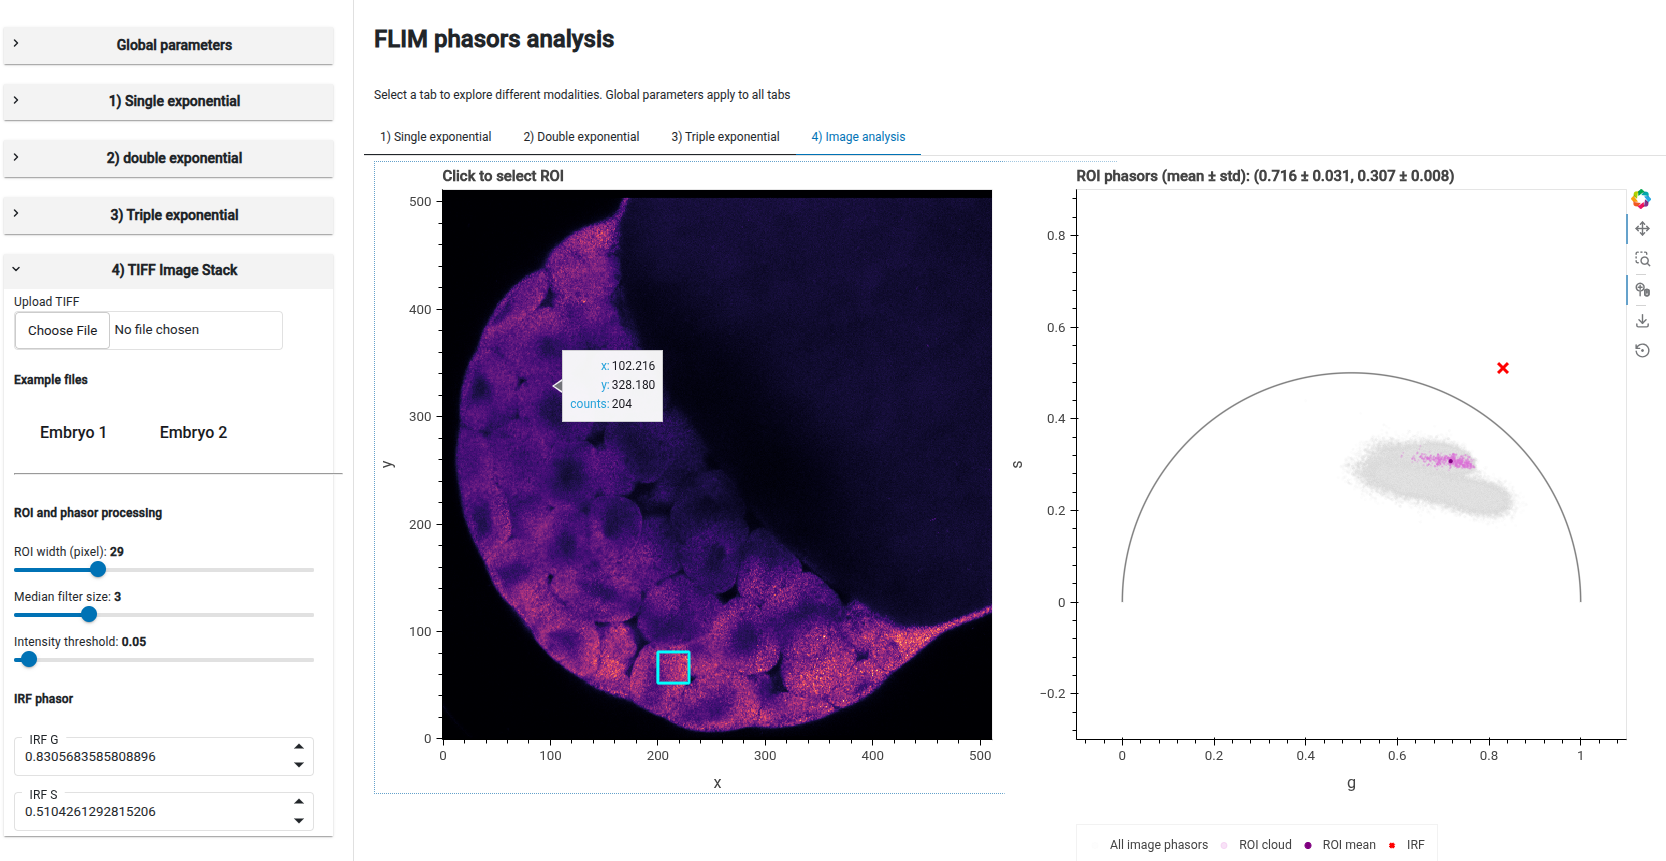 Global parameters
1) Single exponential
2) double exponential
3) Triple exponential
4) TIFF Image Stack
Upload TIFF
Choose File No file chosen
Example files
Embryo 1 Embryo 2
ROI and phasor processing
ROI width (pixel): 29
Median filter size: 3
Intensity threshold: 0.05
IRF phasor
IRF G
0.8305683585808896
IRF S
0.5104261292815206
FLIM phasors analysis
Select a tab to explore different modalities. Global parameters apply to all tabs
1) Single exponential 2) Double exponential 3) Triple exponential 4) Image analysis
Click to select ROI
500
400
300
200
100
0
y
x: 102.216
y: 328.180
counts: 204
0 100 200 300 400 500
x
ROI phasors (mean ± std): (0.716 ± 0.031, 0.307 ± 0.008)
0.8
0.6
0.4
0.2
0
−0.2
s
0 0.2 0.4 0.6 0.8 1
g
All image phasors ROI cloud ROI mean IRF